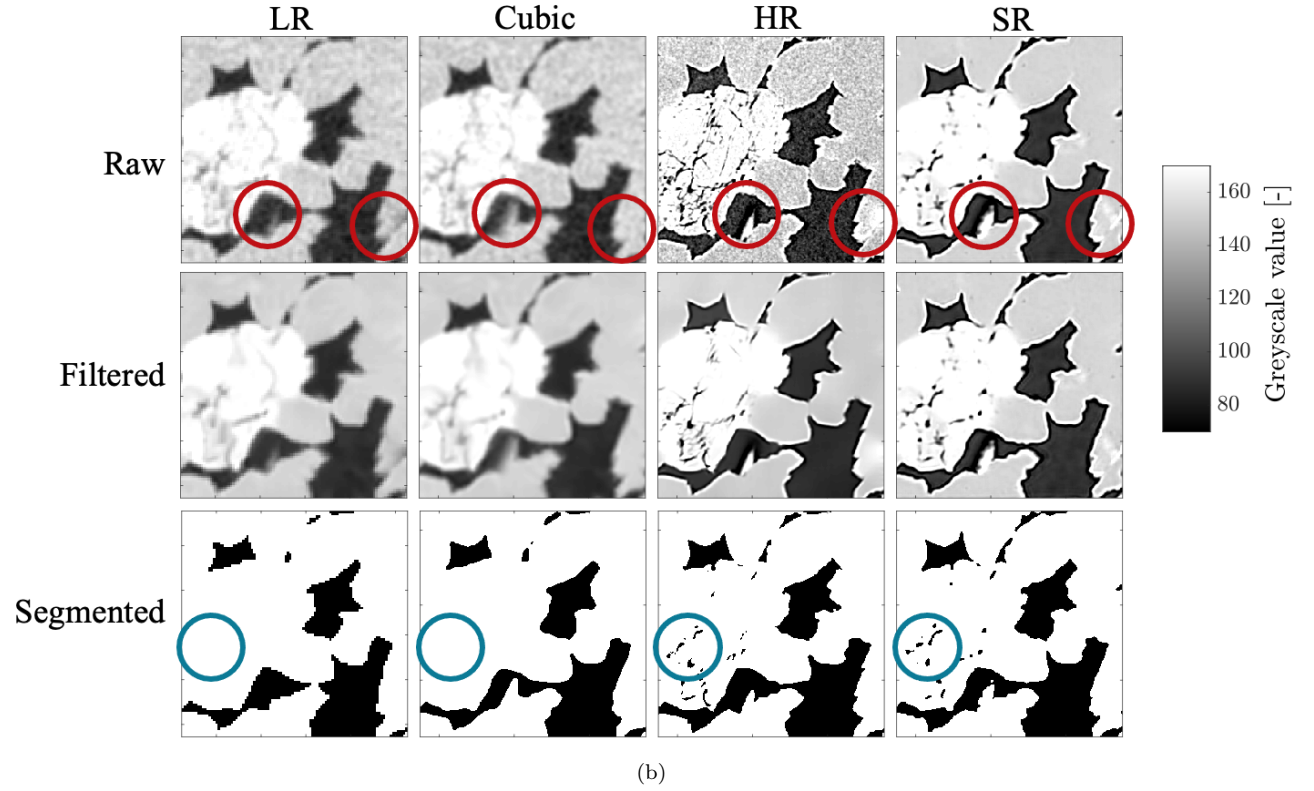 LR Cubic HR SR
Raw
Filtered
Segmented
160
140
120
100
80
Greyscale value [-]
(b)